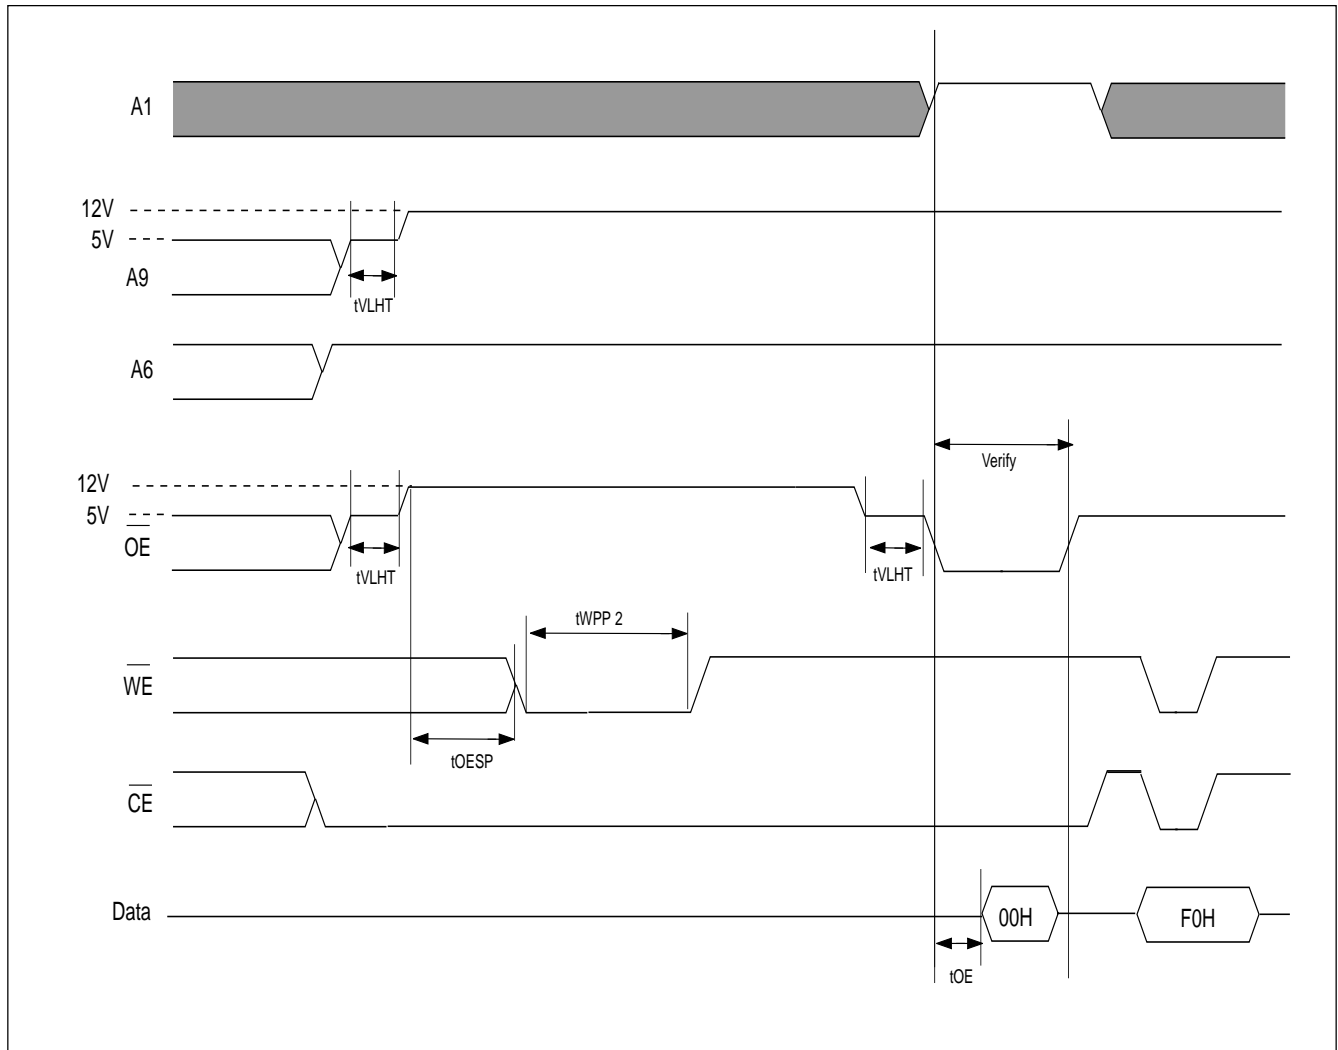 A1
12V
5V
A9
tVLHT
A6
Verify
12V
5V
OE
tVLHT
tVLHT
tWPP 2
WE
tOESP
CE
Data
00H
F0H
tOE